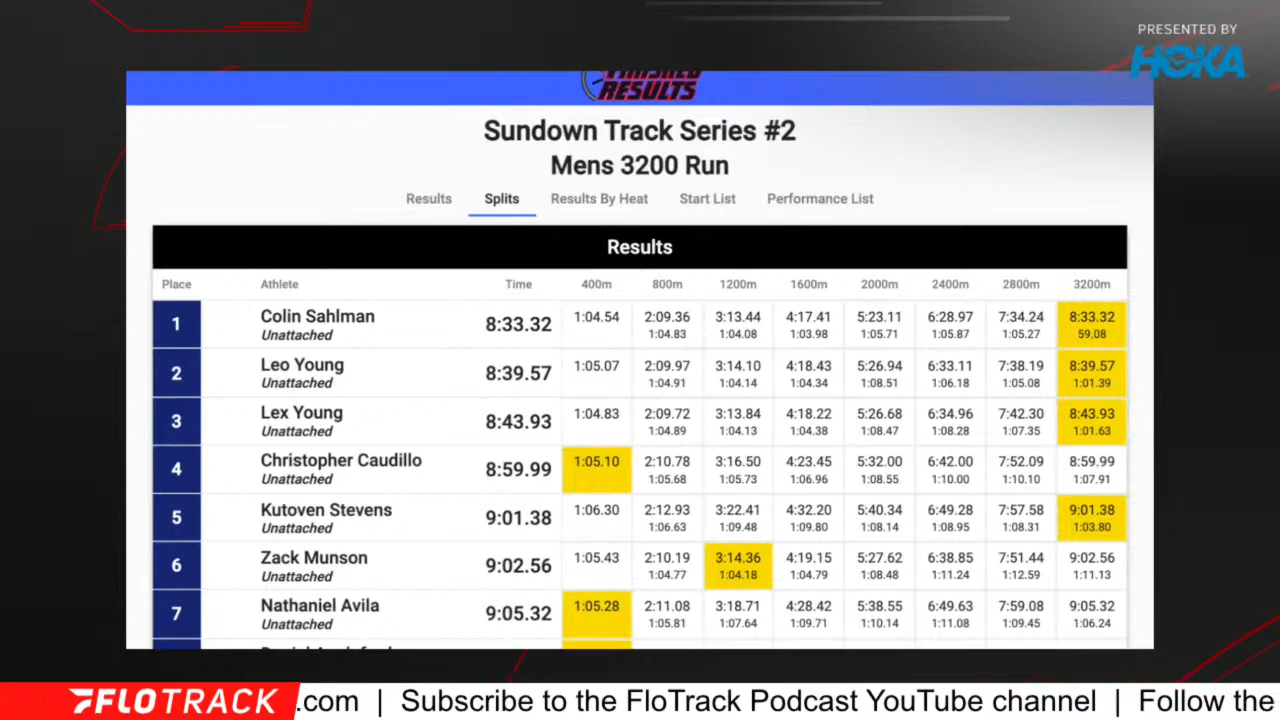 PRESENTED BY
HOKA
RESULTS
Sundown Track Series #2
Mens 3200 Run
Results Splits Results By Heat Start List Performance List
Results
Place Athlete Time 400m 800m 1200m 1600m 2000m 2400m 2800m 3200m
1 Colin Sahlman 8:33.32 1:04.54 2:09.36 3:13.44 4:17.41 5:23.11 6:28.97 7:34.24 8:33.32
Unattached 1:04.83 1:04.08 1:03.98 1:05.71 1:05.87 1:05.27 59.08
2 Leo Young 8:39.57 1:05.07 2:09.97 3:14.10 4:18.43 5:26.94 6:33.11 7:38.19 8:39.57
Unattached 1:04.91 1:04.14 1:04.34 1:08.51 1:06.18 1:05.08 1:01.39
3 Lex Young 8:43.93 1:04.83 2:09.72 3:13.84 4:18.22 5:26.68 6:34.96 7:42.30 8:43.93
Unattached 1:04.89 1:04.13 1:04.38 1:08.47 1:08.28 1:07.35 1:01.63
4 Christopher Caudillo 8:59.99 1:05.10 2:10.78 3:16.50 4:23.45 5:32.00 6:42.00 7:52.09 8:59.99
Unattached 1:05.68 1:05.73 1:06.96 1:08.55 1:10.00 1:10.10 1:07.91
5 Kutoven Stevens 9:01.38 1:06.30 2:12.93 3:22.41 4:32.20 5:40.34 6:49.28 7:57.58 9:01.38
Unattached 1:06.63 1:09.48 1:09.80 1:08.14 1:08.95 1:08.31 1:03.80
6 Zack Munson 9:02.56 1:05.43 2:10.19 3:14.36 4:19.15 5:27.62 6:38.85 7:51.44 9:02.56
Unattached 1:04.77 1:04.18 1:04.79 1:08.48 1:11.24 1:12.59 1:11.13
7 Nathaniel Avila 9:05.32 1:05.28 2:11.08 3:18.71 4:28.42 5:38.55 6:49.63 7:59.08 9:05.32
Unattached 1:05.81 1:07.64 1:09.71 1:10.14 1:11.08 1:09.45 1:06.24
FLOTRACK .com | Subscribe to the FloTrack Podcast YouTube channel | Follow the